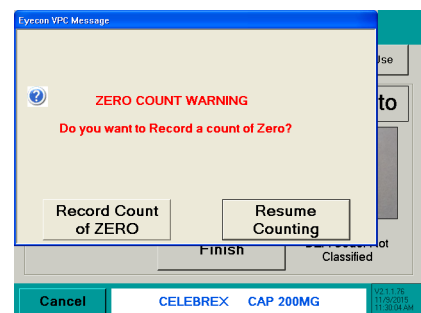 Eyecon VPC Message
Use
ZERO COUNT WARNING
to
Do you want to Record a count of Zero?
Record Count
of ZERO
Resume
Counting
Finish
Classified
Cancel
CELEBREX CAP 200MG
V2.1.1.76
11/9/2015
11:30:04 AM